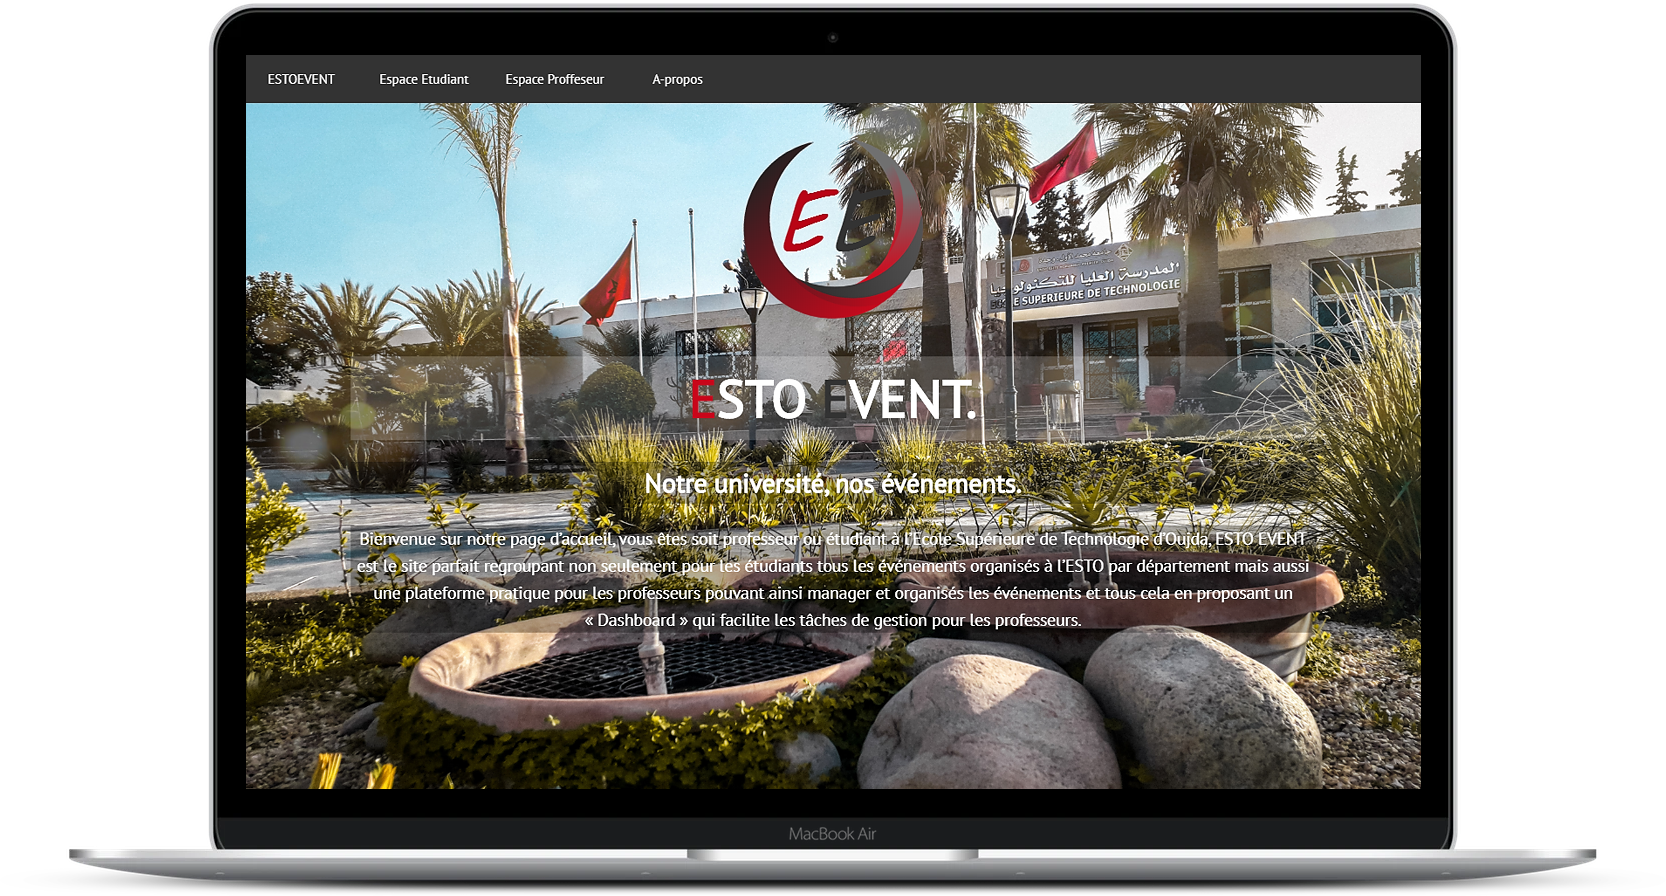 ESTOEVENT Espace Etudiant Espace Proffeseur A-propos
EE
المدرسة العليا للتكنولوجيا
SUPERIEURE DE TECHNOLOGIE
ESTO EVENT.
Notre université, nos événements.
Bienvenue sur notre page d'accueil, vous êtes soit professeur ou étudiant à l'Ecole Supérieure de Technologie d'Oujda, ESTO EVENT
est le site parfait regroupant non seulement pour les étudiants tous les événements organisés à l'ESTO par département mais aussi
une plateforme pratique pour les professeurs pouvant ainsi manager et organisés les événements et tous cela en proposant un
« Dashboard » qui facilite les tâches de gestion pour les professeurs.
MacBook Air